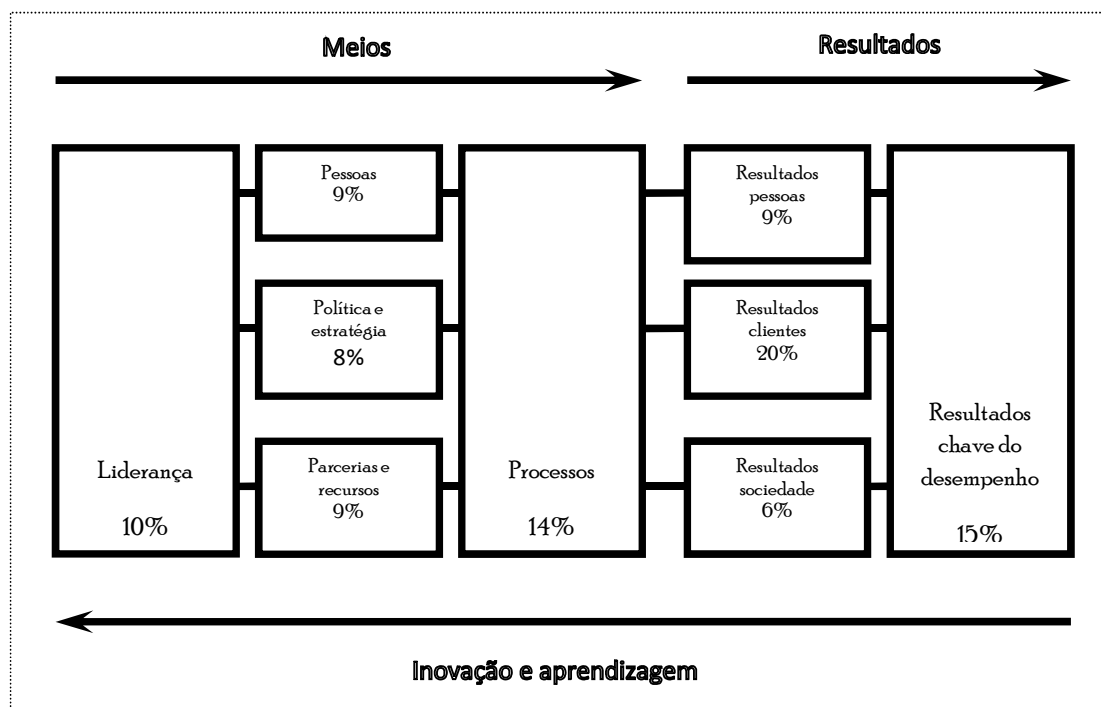 Meios
Resultados
Liderança
10%
Pessoas
9%
Política e
estratégia
8%
Parcerias e
recursos
9%
Processos
14%
Resultados
pessoas
9%
Resultados
clientes
20%
Resultados
sociedade
6%
Resultados
chave do
desempenho
15%
Inovação e aprendizagem